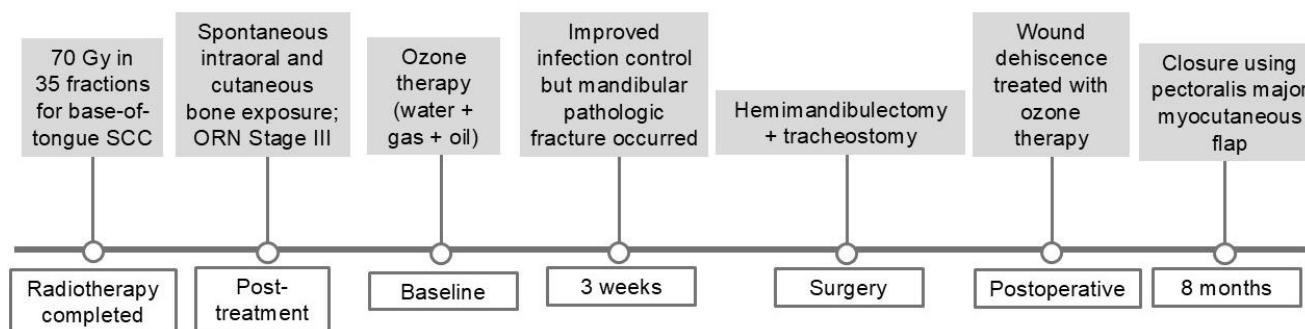 70 Gy in
35 fractions
for base-of-
tongue SCC
Spontaneous
intraoral and
cutaneous
bone exposure;
ORN Stage III
Ozone
therapy
(water +
gas + oil)
Improved
infection control
but mandibular
pathologic
fracture occurred
Hemimandibulectomy
+ tracheostomy
Wound
dehiscence
treated with
ozone
therapy
Closure using
pectoralis major
myocutaneous
flap
Radiotherapy
completed
Post-
treatment
Baseline
3 weeks
Surgery
Postoperative
8 months